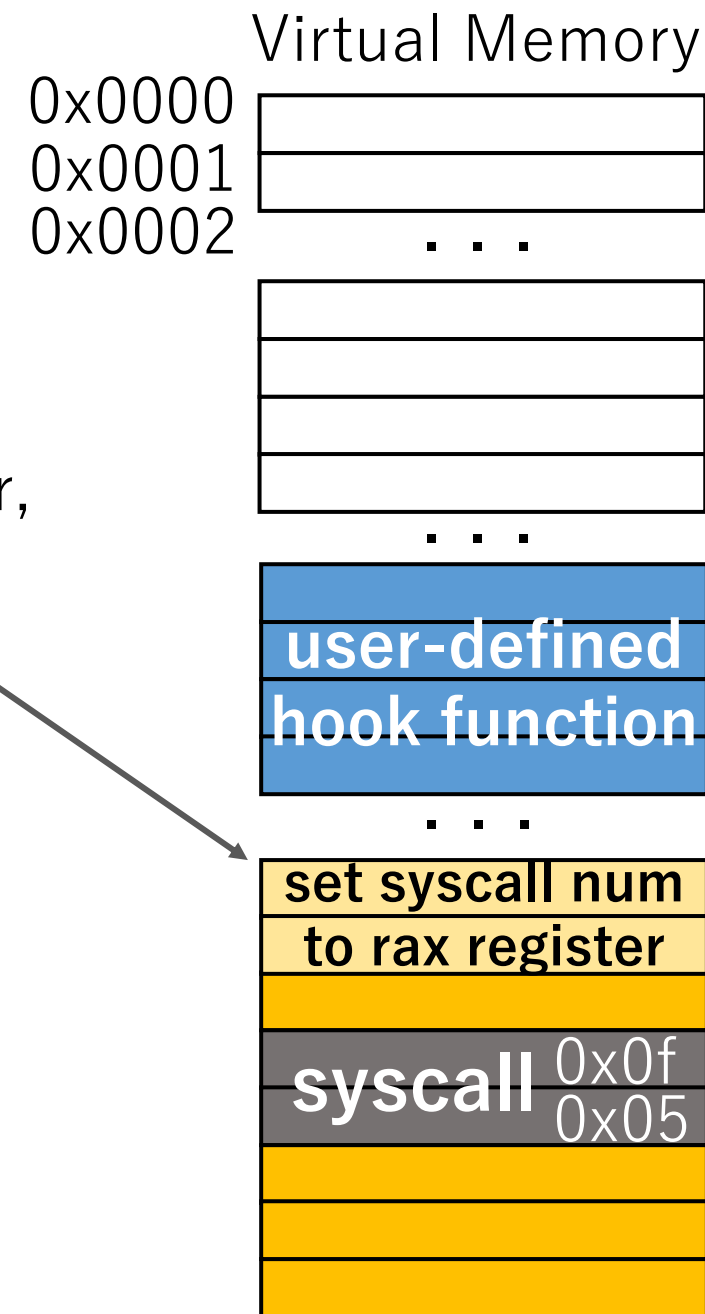 Virtual Memory
0x0000
0x0001
0x0002
. . .
r,
. . .
user-defined
hook function
. . .
set syscall num
to rax register
syscall 0x0f
0x05